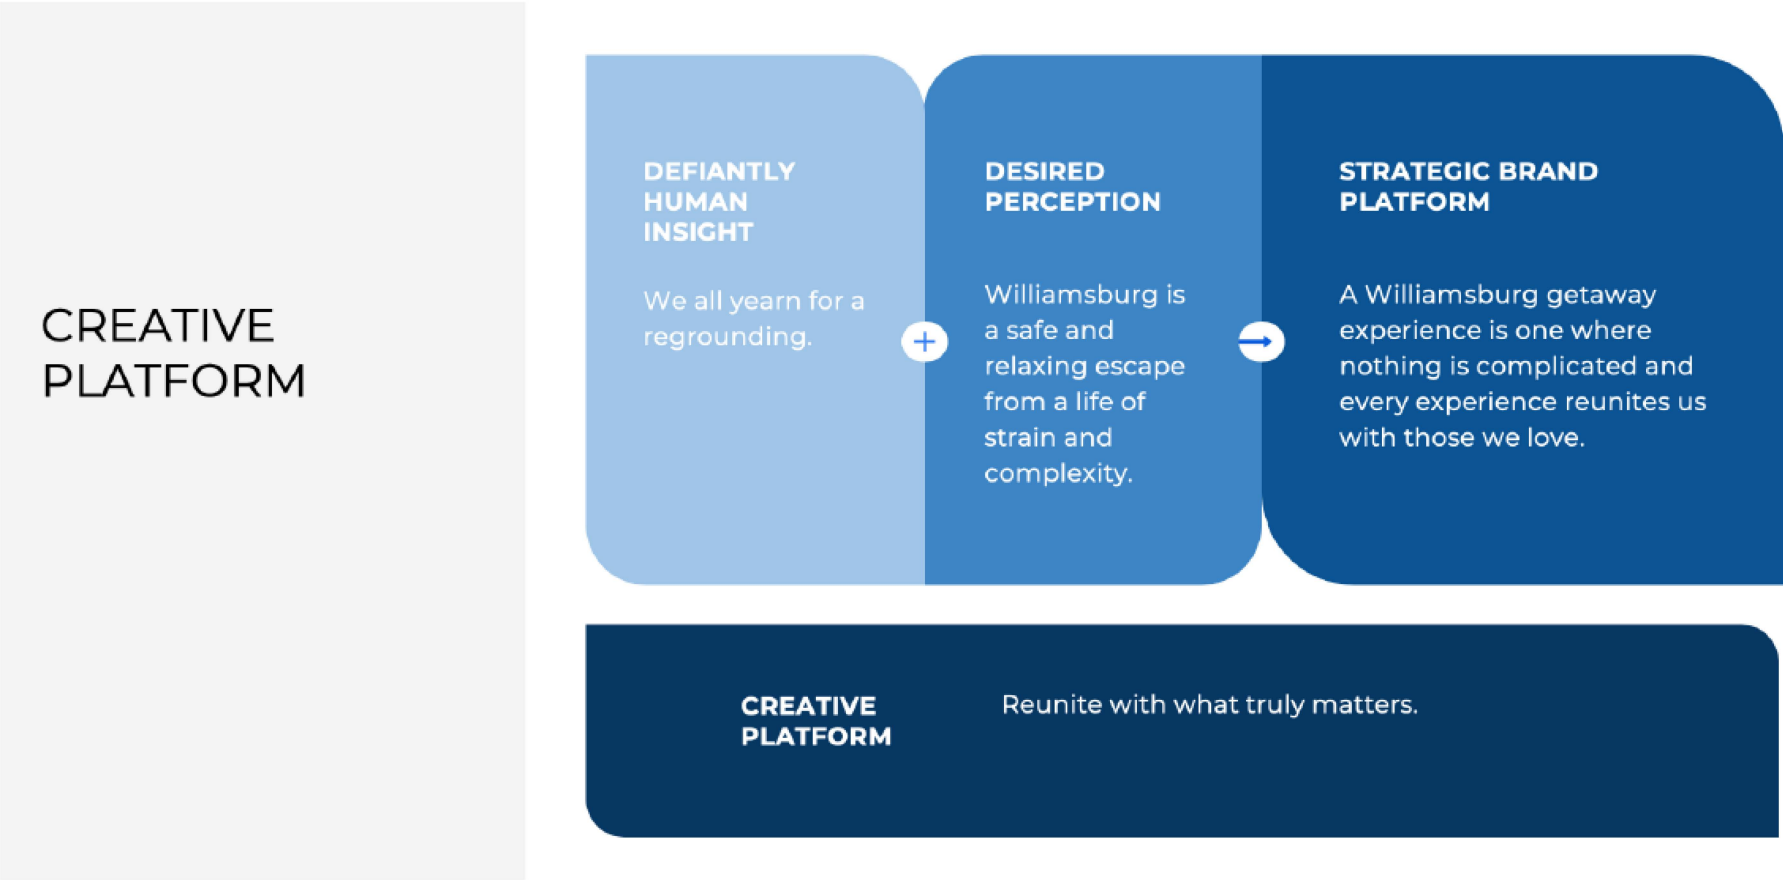 CREATIVE
PLATFORM
DEFIANTLY
HUMAN
INSIGHT
We all yearn for a
regrounding.
+
DESIRED
PERCEPTION
Williamsburg is
a safe and
relaxing escape
from a life of
strain and
complexity.
→
STRATEGIC BRAND
PLATFORM
A Williamsburg getaway
experience is one where
nothing is complicated and
every experience reunites us
with those we love.
CREATIVE
PLATFORM
Reunite with what truly matters.